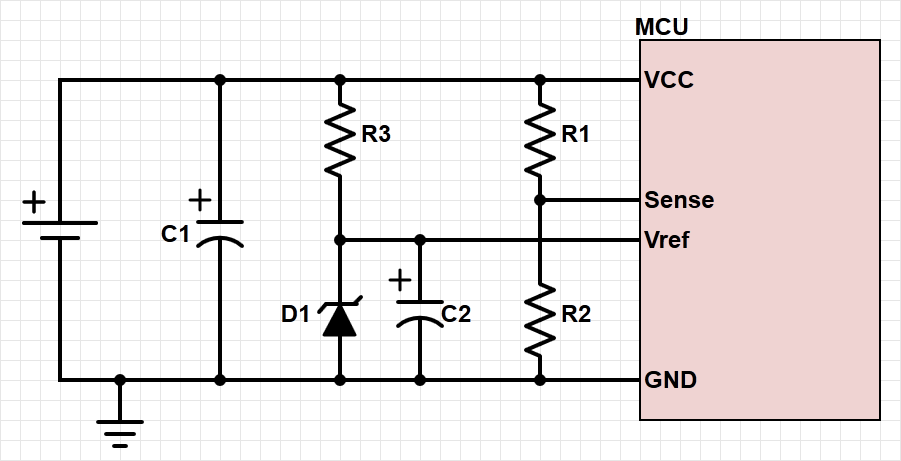 MCU
VCC
R3
R1
+
Sense
C1
Vref
+
+
D1
C2
R2
GND